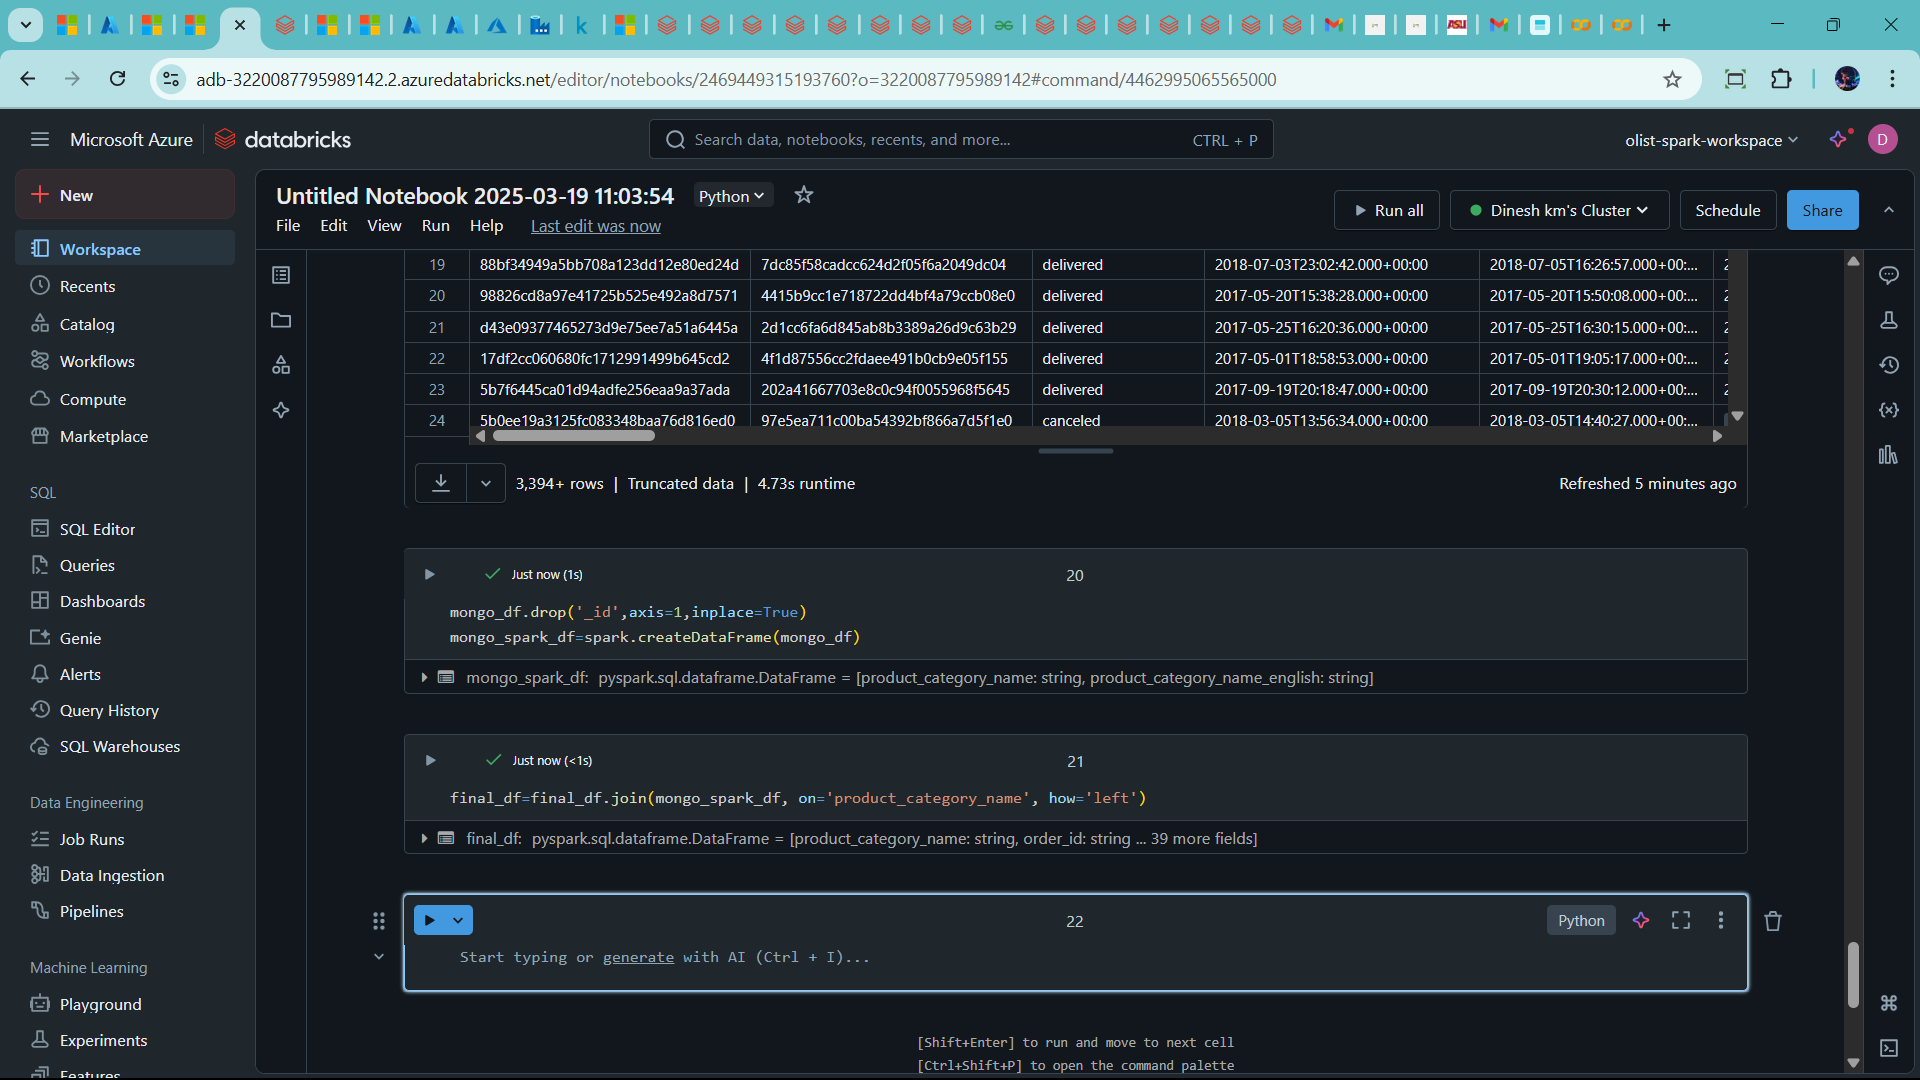 adb-3220087795989142.2.azuredatabricks.net/editor/notebooks/2469449315193760?o=3220087795989142#command/4462995065565000
Microsoft Azure
databricks
Search data, notebooks, recents, and more...
CTRL + P
olist-spark-workspace
D
New
Workspace
Recents
Catalog
Workflows
Compute
Marketplace
SQL
SQL Editor
Queries
Dashboards
Genie
Alerts
Query History
SQL Warehouses
Data Engineering
Job Runs
Data Ingestion
Pipelines
Machine Learning
Playground
Experiments
Features
Untitled Notebook 2025-03-19 11:03:54
Python
File Edit View Run Help Last edit was now
Run all
Dinesh km's Cluster
Schedule
Share
19 88bf34949a5bb708a123dd12e80ed24d 7dc85f58cadcc624d2f05f6a2049dc04 delivered 2018-07-03T23:02:42.000+00:00 2018-07-05T16:26:57.000+00:... 2
20 98826cd8a97e41725b525e492a8d7571 4415b9cc1e718722dd4bf4a79ccb08e0 delivered 2017-05-20T15:38:28.000+00:00 2017-05-20T15:50:08.000+00:... 2
21 d43e09377465273d9e75ee7a51a6445a 2d1cc6fa6d845ab8b3389a26d9c63b29 delivered 2017-05-25T16:20:36.000+00:00 2017-05-25T16:30:15.000+00:... 2
22 17df2cc060680fc1712991499b645cd2 4f1d87556cc2fdaee491b0cb9e05f155 delivered 2017-05-01T18:58:53.000+00:00 2017-05-01T19:05:17.000+00:... 2
23 5b7f6445ca01d94adfe256eaa9a37ada 202a41667703e8c0c94f0055968f5645 delivered 2017-09-19T20:18:47.000+00:00 2017-09-19T20:30:12.000+00:... 2
24 5b0ee19a3125fc083348baa76d816ed0 97e5ea711c00ba54392bf866a7d5f1e0 canceled 2018-03-05T13:56:34.000+00:00 2018-03-05T14:40:27.000+00:...
3,394+ rows | Truncated data | 4.73s runtime
Refreshed 5 minutes ago
Just now (1s)
20
mongo_df.drop('_id',axis=1,inplace=True)
mongo_spark_df=spark.createDataFrame(mongo_df)
mongo_spark_df: pyspark.sql.dataframe.DataFrame = [product_category_name: string, product_category_name_english: string]
Just now (<1s)
21
final_df=final_df.join(mongo_spark_df, on='product_category_name', how='left')
final_df: pyspark.sql.dataframe.DataFrame = [product_category_name: string, order_id: string ... 39 more fields]
22
Python
Start typing or generate with AI (Ctrl + I)...
[Shift+Enter] to run and move to next cell
[Ctrl+Shift+P] to open the command palette